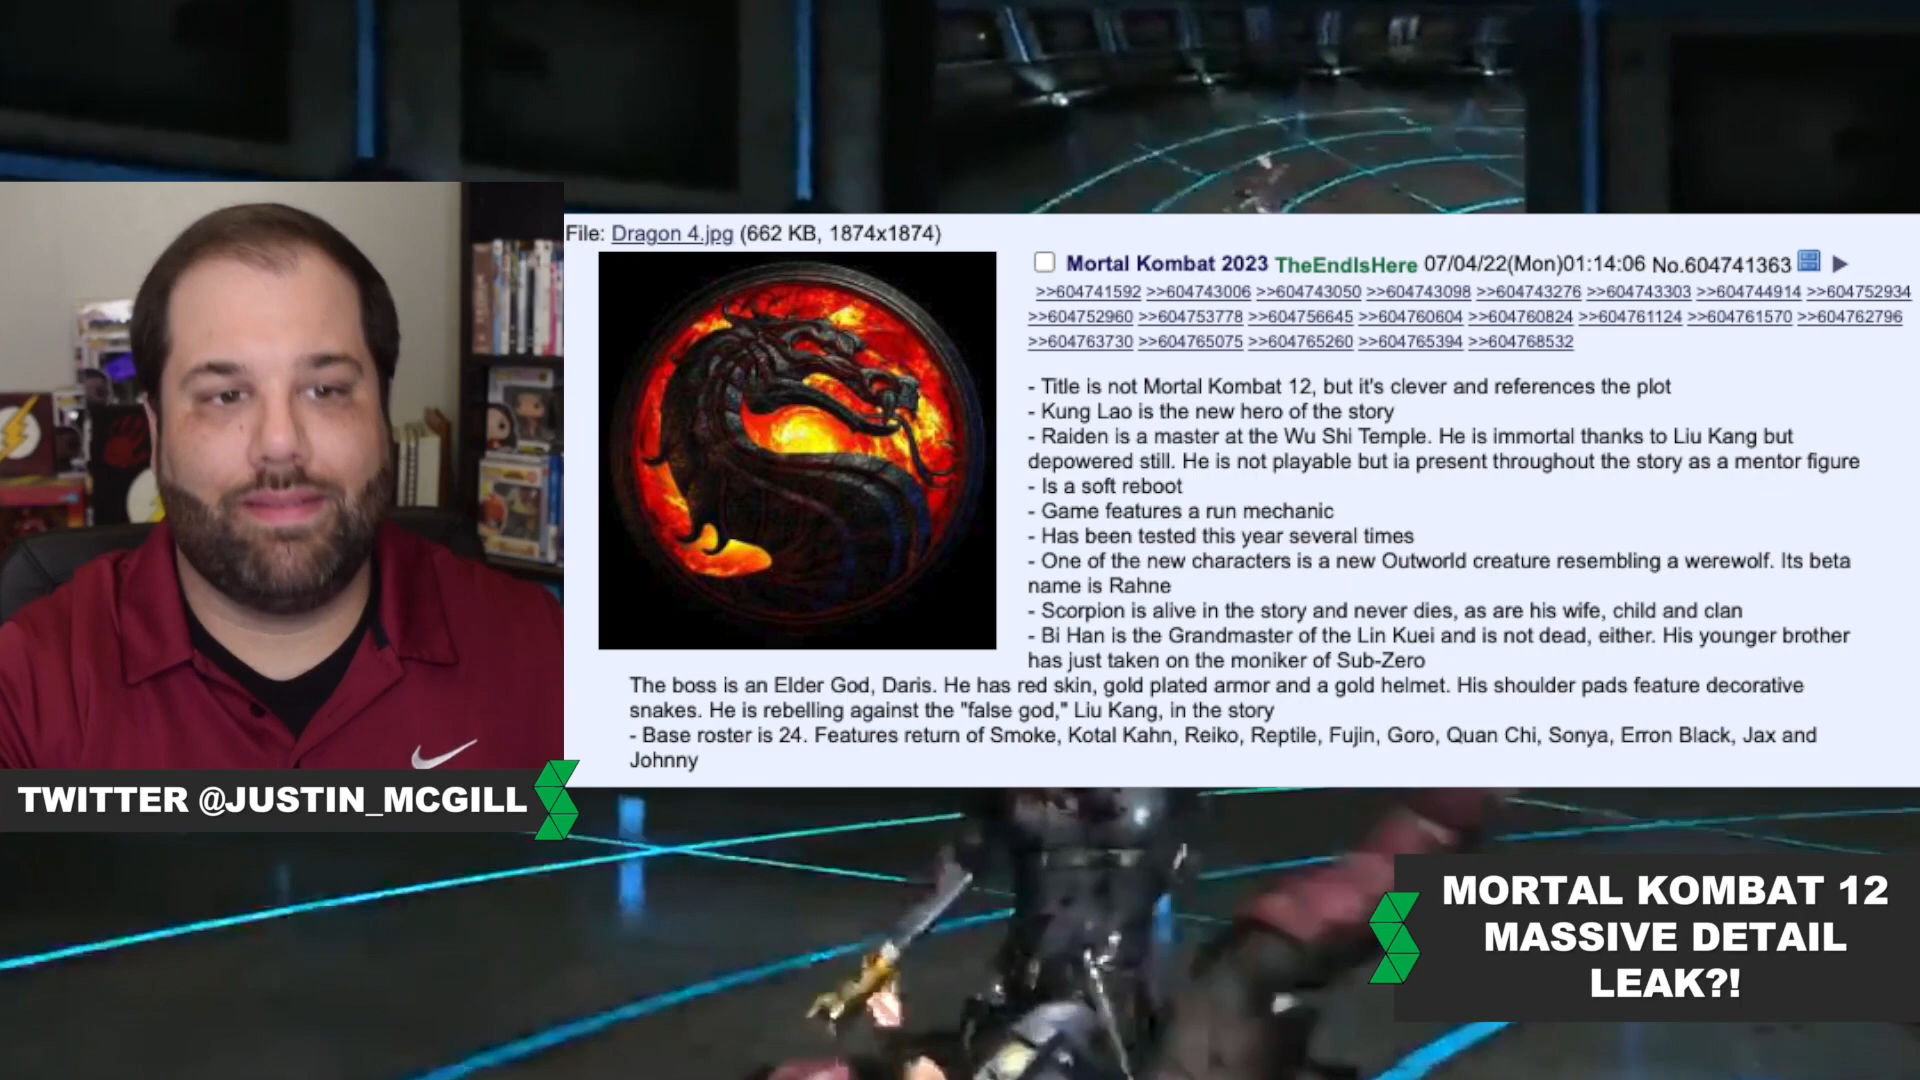 File: Dragon 4.jpg (662 KB, 1874x1874)
Mortal Kombat 2023 TheEndIsHere 07/04/22(Mon)01:14:06 No.604741363
>>604741592 >>604743006 >>604743050 >>604743098 >>604743276 >>604743303 >>604744914 >>604752934
>>604752960 >>604753778 >>604756645 >>604760604 >>604760824 >>604761124 >>604761570 >>604762796
>>604763730 >>604765075 >>604765260 >>604765394 >>604768532
- Title is not Mortal Kombat 12, but it's clever and references the plot
- Kung Lao is the new hero of the story
- Raiden is a master at the Wu Shi Temple. He is immortal thanks to Liu Kang but
depowered still. He is not playable but ia present throughout the story as a mentor figure
- Is a soft reboot
- Game features a run mechanic
- Has been tested this year several times
- One of the new characters is a new Outworld creature resembling a werewolf. Its beta
name is Rahne
- Scorpion is alive in the story and never dies, as are his wife, child and clan
- Bi Han is the Grandmaster of the Lin Kuei and is not dead, either. His younger brother
has just taken on the moniker of Sub-Zero
The boss is an Elder God, Daris. He has red skin, gold plated armor and a gold helmet. His shoulder pads feature decorative
snakes. He is rebelling against the "false god," Liu Kang, in the story
- Base roster is 24. Features return of Smoke, Kotal Kahn, Reiko, Reptile, Fujin, Goro, Quan Chi, Sonya, Erron Black, Jax and
Johnny
TWITTER @JUSTIN_MCGILL
MORTAL KOMBAT 12
MASSIVE DETAIL
LEAK?!